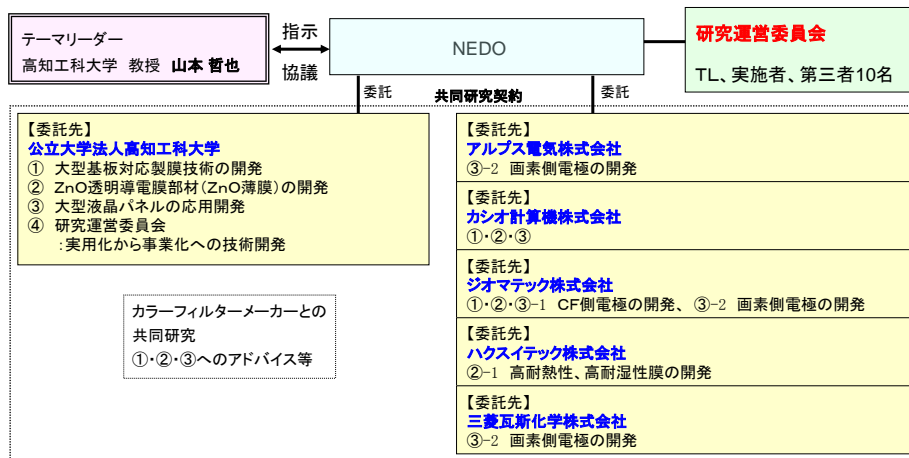 テーマリーダー
高知工科大学 教授 山本 哲也
指示
協議
NEDO
研究運営委員会
TL、実施者、第三者10名
委託
共同研究契約
委託
【委託先】
公立大学法人高知工科大学
① 大型基板対応製膜技術の開発
② ZnO透明導電膜部材(ZnO薄膜)の開発
③ 大型液晶パネルの応用開発
④ 研究運営委員会
:実用化から事業化への技術開発
カラーフィルターメーカーとの
共同研究
①・②・③へのアドバイス等
【委託先】
アルプス電気株式会社
③-2 画素側電極の開発
【委託先】
カシオ計算機株式会社
①・②・③
【委託先】
ジオマテック株式会社
①・②・③-1 CF側電極の開発、 ③-2 画素側電極の開発
【委託先】
ハクスイテック株式会社
②-1 高耐熱性、高耐湿性膜の開発
【委託先】
三菱瓦斯化学株式会社
③-2 画素側電極の開発